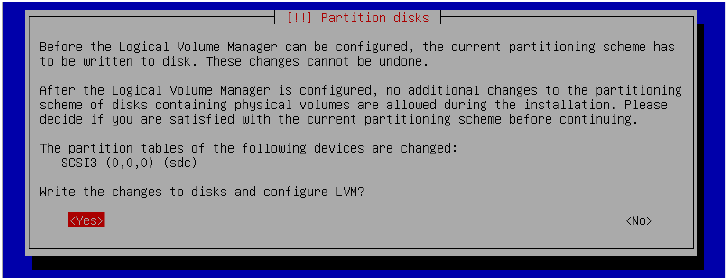 [!!] Partition disks
Before the Logical Volume Manager can be configured, the current partitioning scheme has
to be written to disk. These changes cannot be undone.
After the Logical Volume Manager is configured, no additional changes to the partitioning
scheme of disks containing physical volumes are allowed during the installation. Please
decide if you are satisfied with the current partitioning scheme before continuing.
The partition tables of the following devices are changed:
SCSI3 (0,0,0) (sdc)
Write the changes to disks and configure LVM?
<Yes> <No>